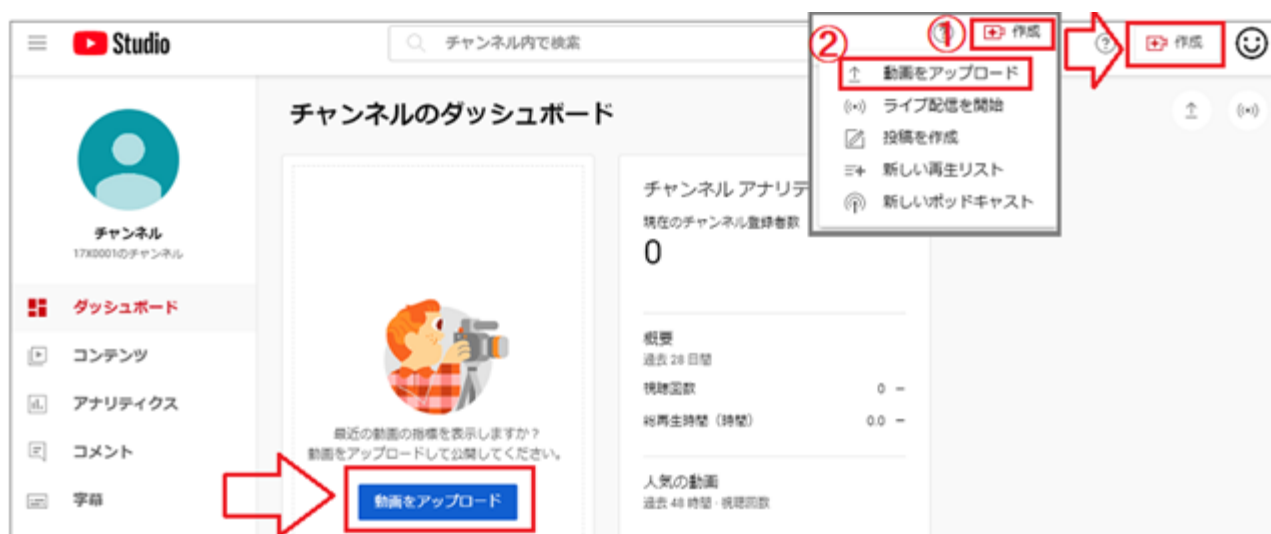 Studio
チャンネル内で検索
② ① 作成
動画をアップロード
ライブ配信を開始
投稿を作成
新しい再生リスト
新しいポッドキャスト
? 作成
チャンネルのダッシュボード
チャンネル
17X0001のチャンネル
ダッシュボード
コンテンツ
アナリティクス
コメント
字幕
最近の動画の指標を表示しますか?
動画をアップロードして公開してください。
動画をアップロード
チャンネル アナリテ
現在のチャンネル登録者数
0
概要
過去 28 日間
視聴回数 0 —
総再生時間（時間） 0.0 —
人気の動画
過去 48 時間 · 視聴回数